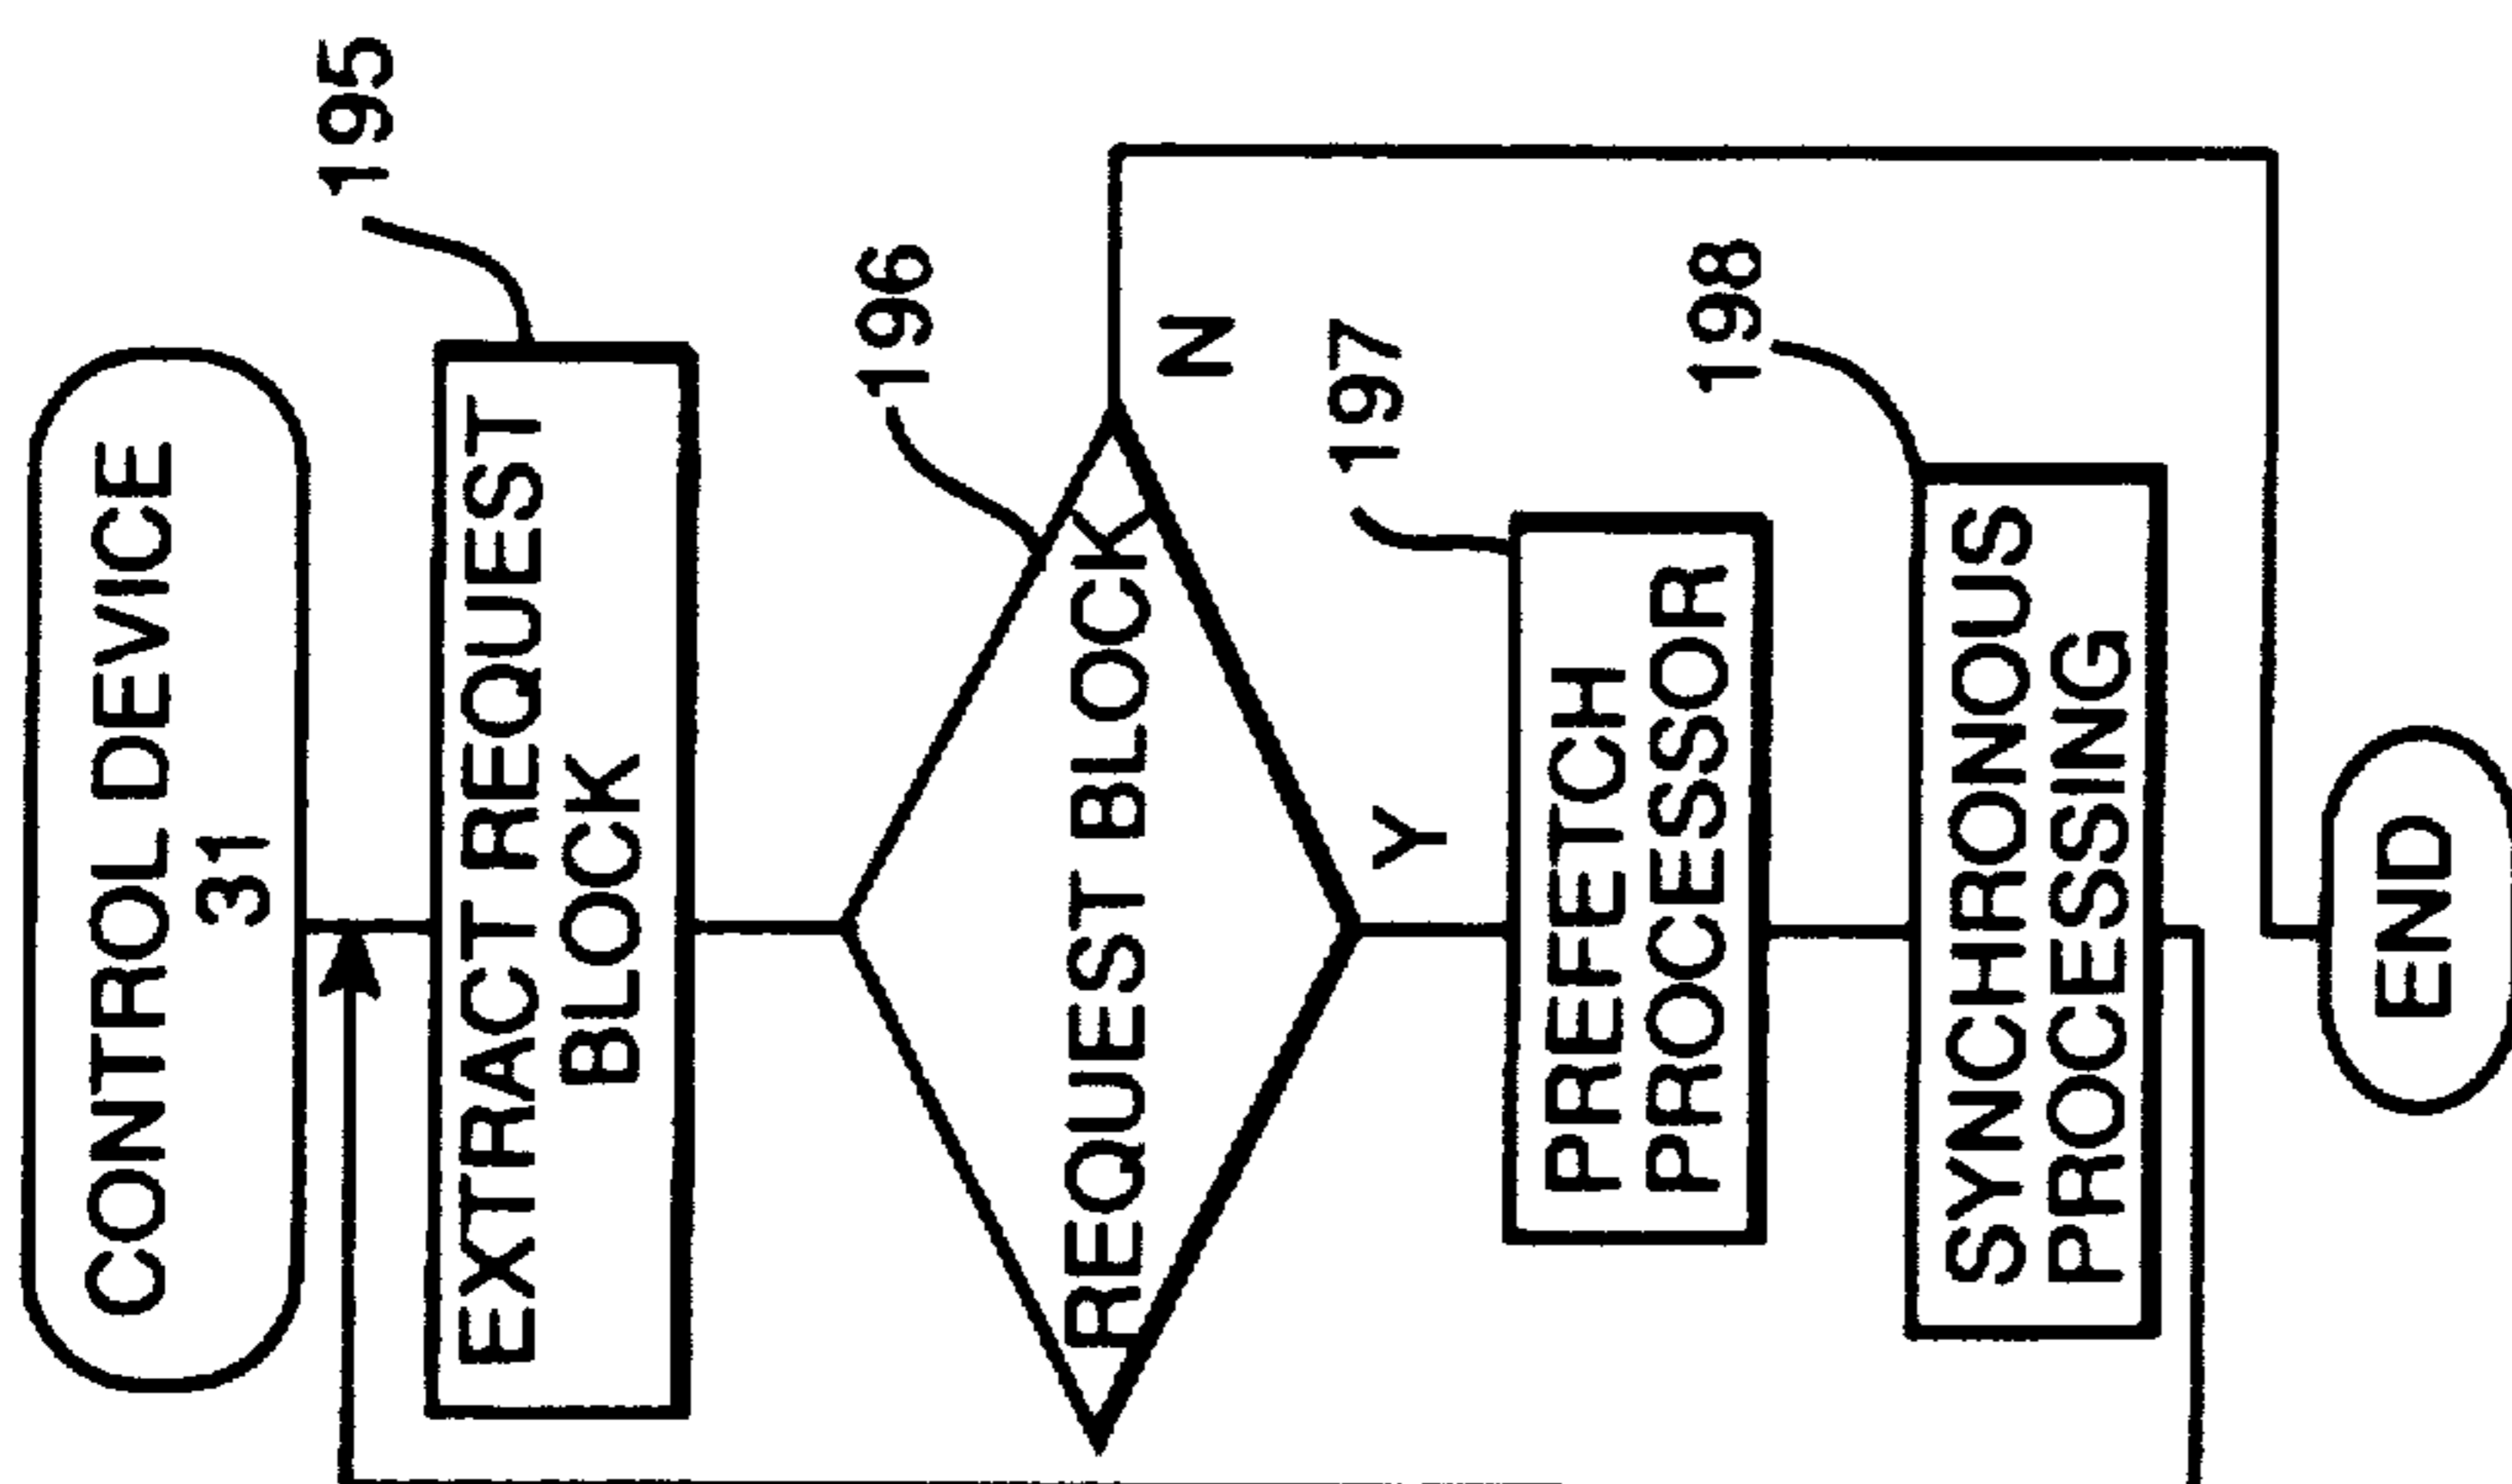 CONTROL DEVICE
31
195
EXTRACT REQUEST
BLOCK
196
REQUEST BLOCK
N
Y
197
PREFETCH
PROCESSOR
198
SYNCHRONOUS
PROCESSING
END